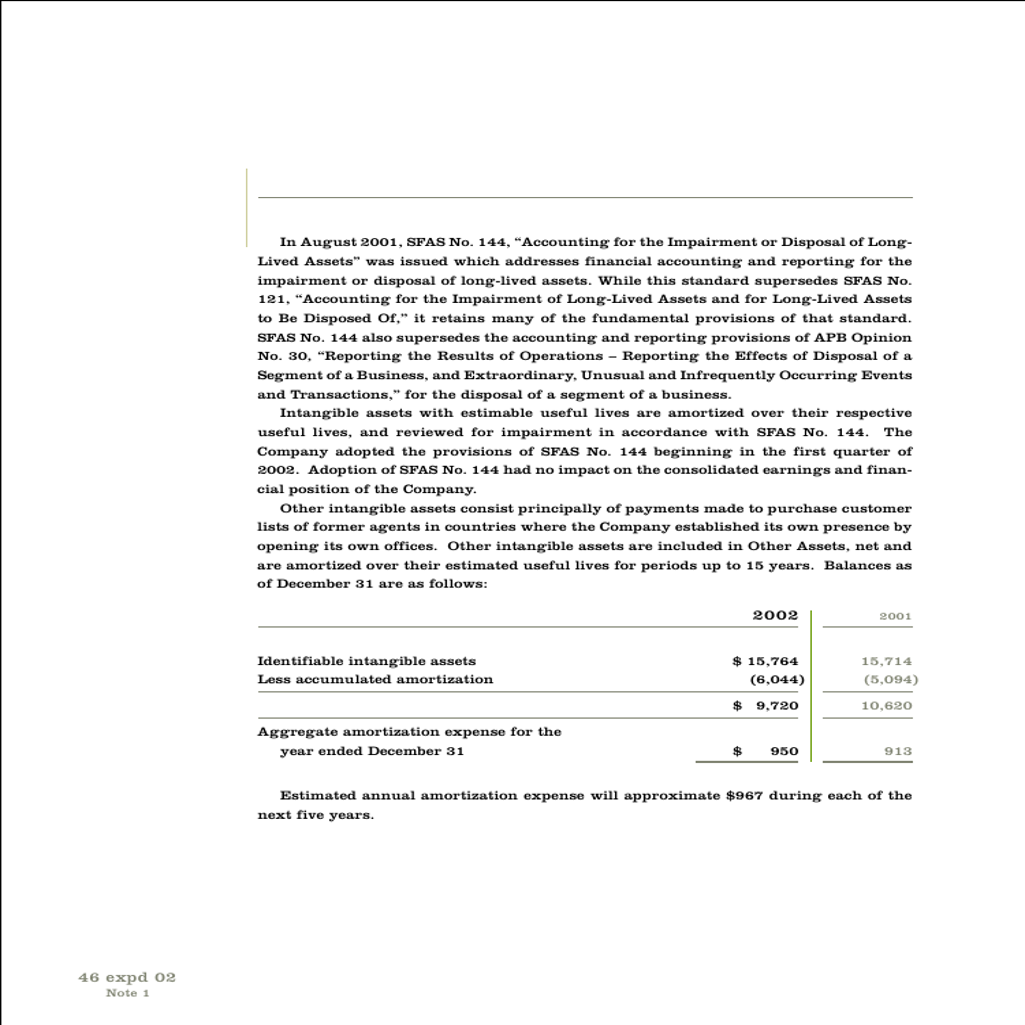 In August 2001, SFAS No. 144, “Accounting for the Impairment or Disposal of Long-
Lived Assets” was issued which addresses financial accounting and reporting for the
impairment or disposal of long-lived assets. While this standard supersedes SFAS No.
121, “Accounting for the Impairment of Long-Lived Assets and for Long-Lived Assets
to Be Disposed Of,” it retains many of the fundamental provisions of that standard.
SFAS No. 144 also supersedes the accounting and reporting provisions of APB Opinion
No. 30, “Reporting the Results of Operations – Reporting the Effects of Disposal of a
Segment of a Business, and Extraordinary, Unusual and Infrequently Occurring Events
and Transactions,” for the disposal of a segment of a business.
Intangible assets with estimable useful lives are amortized over their respective
useful lives, and reviewed for impairment in accordance with SFAS No. 144. The
Company adopted the provisions of SFAS No. 144 beginning in the first quarter of
2002. Adoption of SFAS No. 144 had no impact on the consolidated earnings and finan-
cial position of the Company.
Other intangible assets consist principally of payments made to purchase customer
lists of former agents in countries where the Company established its own presence by
opening its own offices. Other intangible assets are included in Other Assets, net and
are amortized over their estimated useful lives for periods up to 15 years. Balances as
of December 31 are as follows:
2002 2001
Identifiable intangible assets $ 15,764 15,714
Less accumulated amortization (6,044) (5,094)
$ 9,720 10,620
Aggregate amortization expense for the
year ended December 31 $ 950 913
Estimated annual amortization expense will approximate $967 during each of the
next five years.
46 expd 02
Note 1